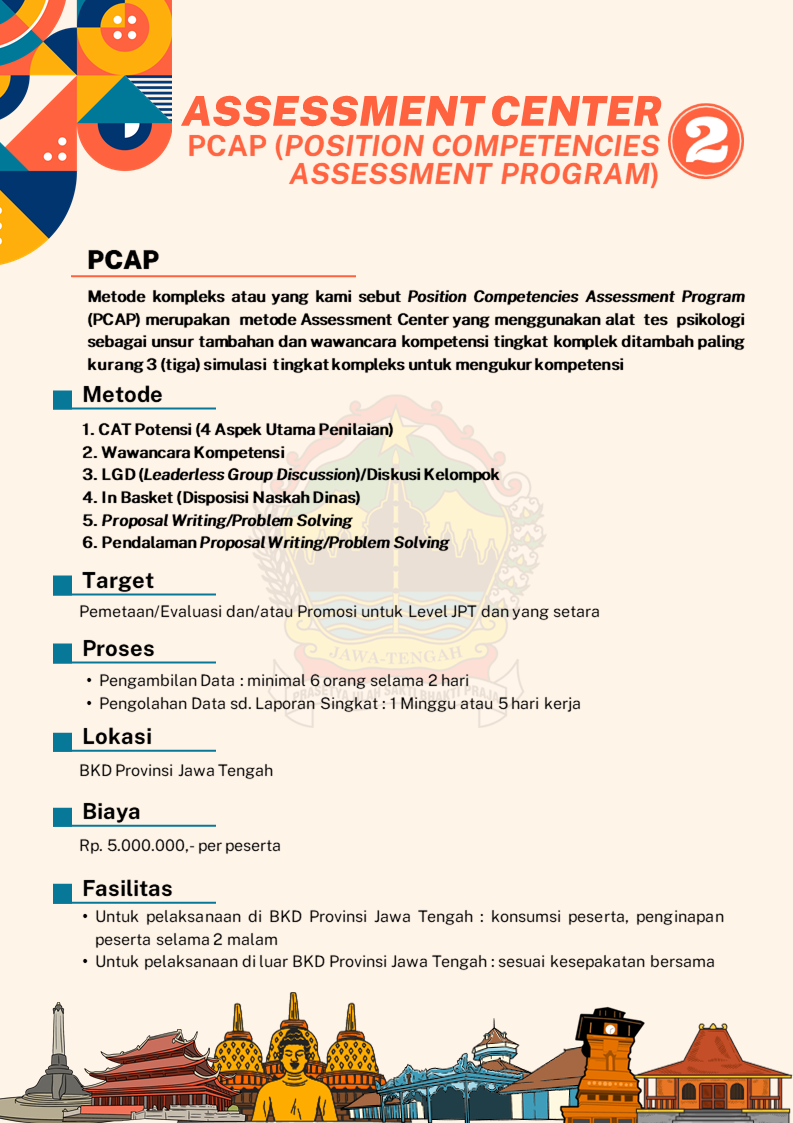 ASSESSMENT CENTER
PCAP (POSITION COMPETENCIES
ASSESSMENT PROGRAM)
2
PCAP
Metode kompleks atau yang kami sebut Position Competencies Assessment Program
(PCAP) merupakan metode Assessment Center yang menggunakan alat tes psikologi
sebagai unsur tambahan dan wawancara kompetensi tingkat komplek ditambah paling
kurang 3 (tiga) simulasi tingkat kompleks untuk mengukur kompetensi
Metode
1. CAT Potensi (4 Aspek Utama Penilaian)
2. Wawancara Kompetensi
3. LGD (Leaderless Group Discussion)/Diskusi Kelompok
4. In Basket (Disposisi Naskah Dinas)
5. Proposal Writing/Problem Solving
6. Pendalaman Proposal Writing/Problem Solving
Target
Pemetaan/Evaluasi dan/atau Promosi untuk Level JPT dan yang setara
Proses
• Pengambilan Data : minimal 6 orang selama 2 hari
• Pengolahan Data sd. Laporan Singkat : 1 Minggu atau 5 hari kerja
JAWA-TENGAH
PRASETYA ULAH SAKTI BHAKTI PRAJA
Lokasi
BKD Provinsi Jawa Tengah
Biaya
Rp. 5.000.000,- per peserta
Fasilitas
• Untuk pelaksanaan di BKD Provinsi Jawa Tengah : konsumsi peserta, penginapan
peserta selama 2 malam
• Untuk pelaksanaan di luar BKD Provinsi Jawa Tengah : sesuai kesepakatan bersama